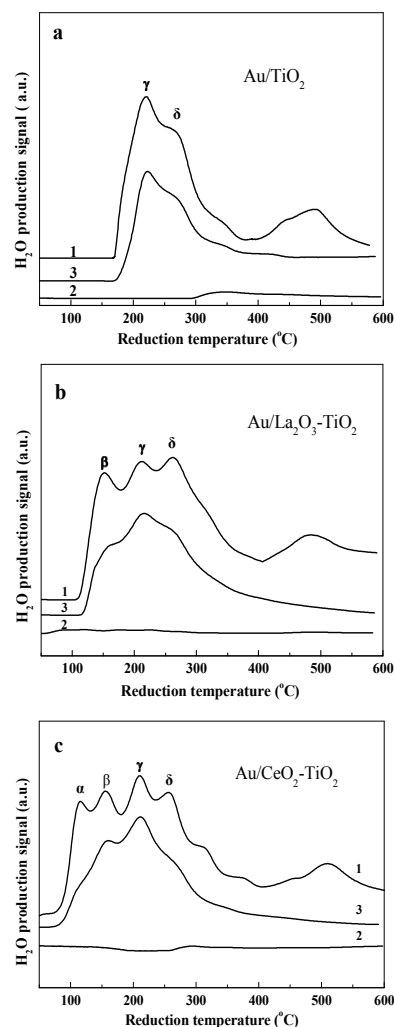 a
Au/TiO₂
γ
δ
1
3
2
H₂O production signal ( a.u.)
100 200 300 400 500 600
Reduction temperature (°C)
b
Au/La₂O₃-TiO₂
β
γ
δ
1
3
2
H₂O production signal (a.u.)
100 200 300 400 500 600
Reduction temperature (°C)
c
Au/CeO₂-TiO₂
α
β
γ
δ
1
3
2
H₂O production signal (a.u.)
0 100 200 300 400 500 600
Reduction temperature (°C)